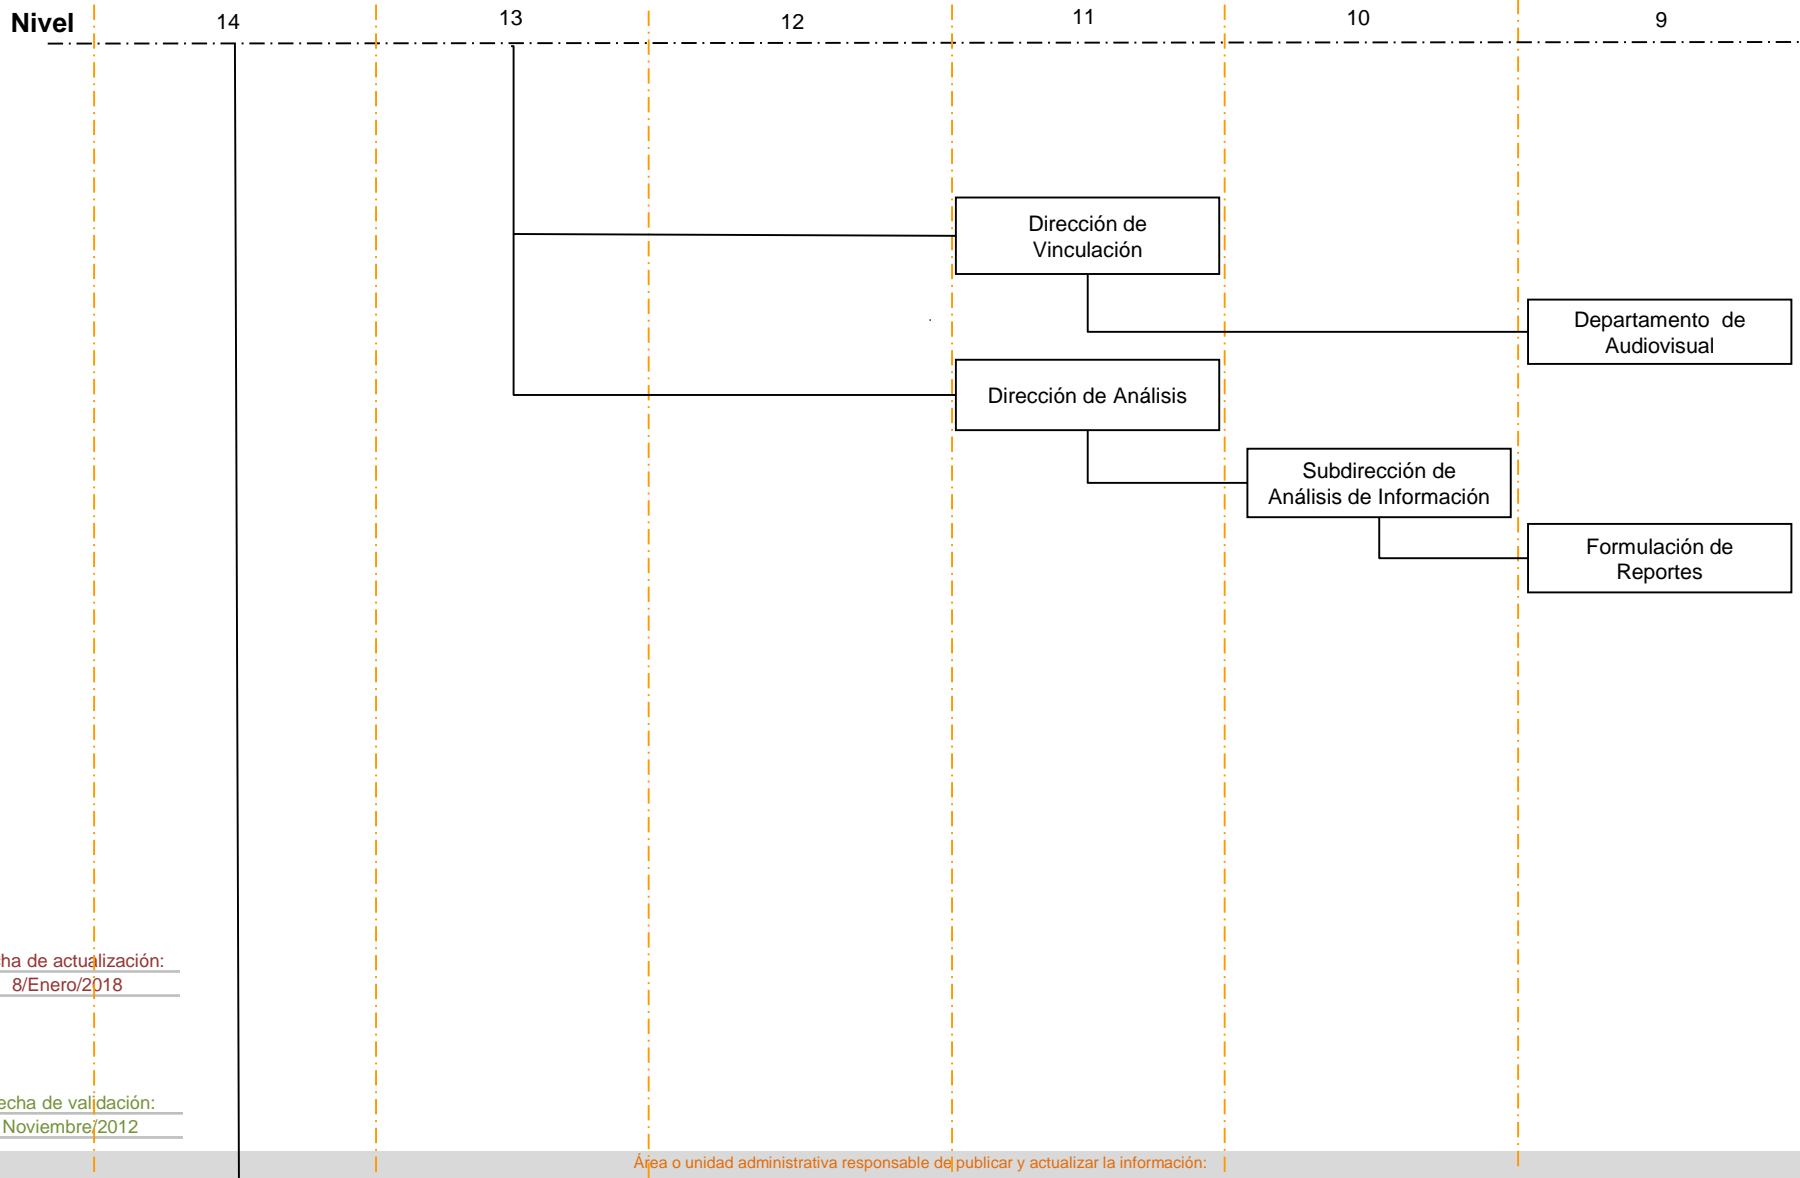 Nivel 14 13 12 11 10 9
Dirección de
Vinculación
Departamento de
Audiovisual
Dirección de Análisis
Subdirección de
Análisis de Información
Formulación de
Reportes
cha de actualización:
8/Enero/2018
echa de validación:
Noviembre/2012
Área o unidad administrativa responsable de publicar y actualizar la información: